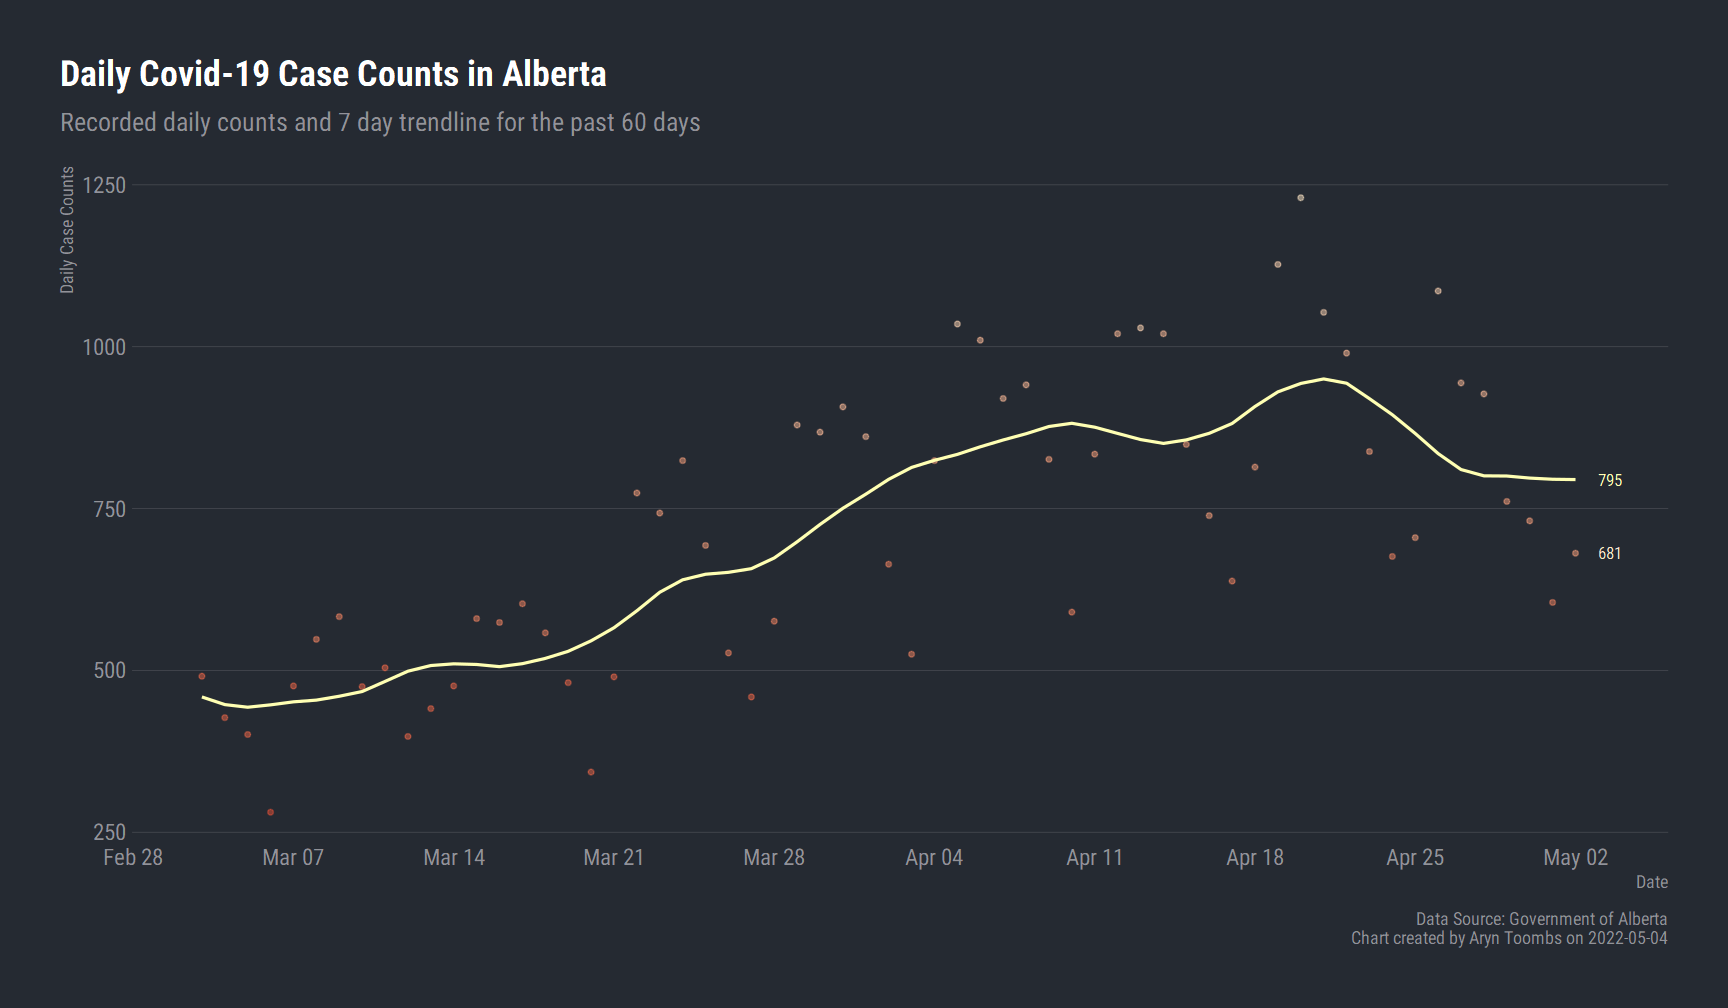 Daily Covid-19 Case Counts in Alberta
Recorded daily counts and 7 day trendline for the past 60 days
Daily Case Counts
1250
1000
750
500
250
795
681
Feb 28
Mar 07
Mar 14
Mar 21
Mar 28
Apr 04
Apr 11
Apr 18
Apr 25
May 02
Date
Data Source: Government of Alberta
Chart created by Aryn Toombs on 2022-05-04